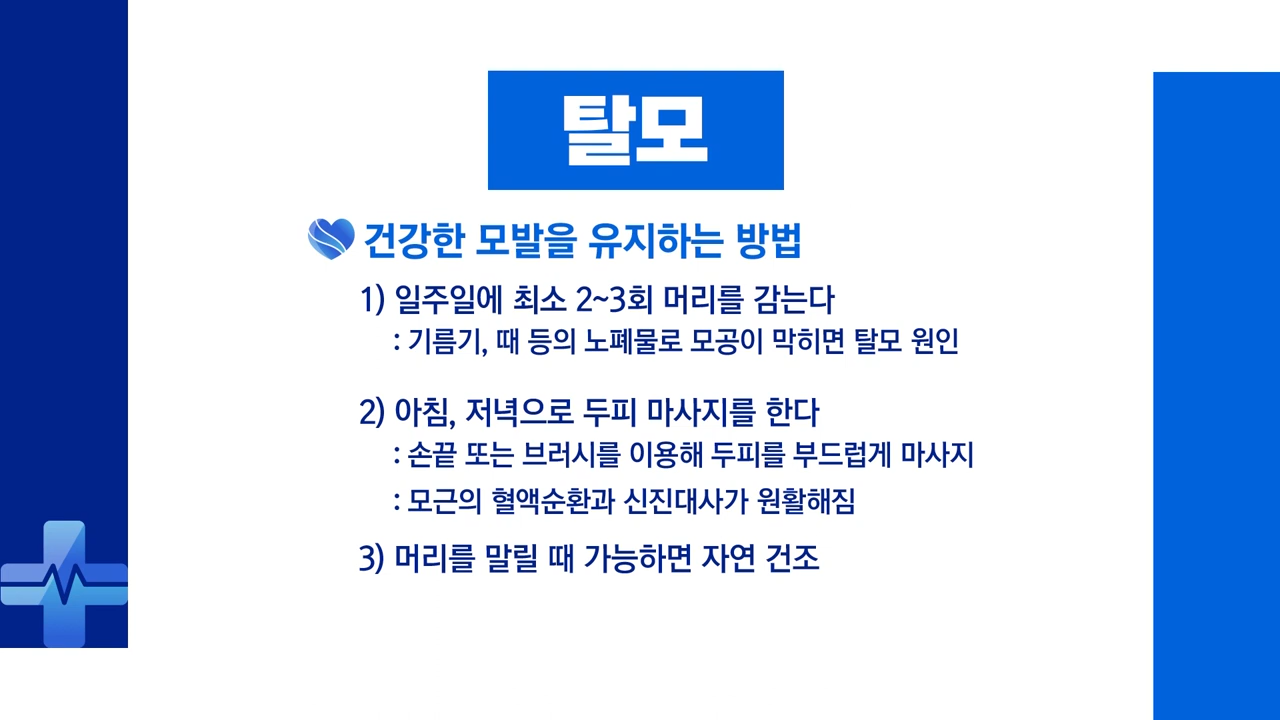 탈모
건강한 모발을 유지하는 방법
1) 일주일에 최소 2~3회 머리를 감는다
: 기름기, 때 등의 노폐물로 모공이 막히면 탈모 원인
2) 아침, 저녁으로 두피 마사지를 한다
: 손끝 또는 브러시를 이용해 두피를 부드럽게 마사지
: 모근의 혈액순환과 신진대사가 원활해짐
3) 머리를 말릴 때 가능하면 자연 건조